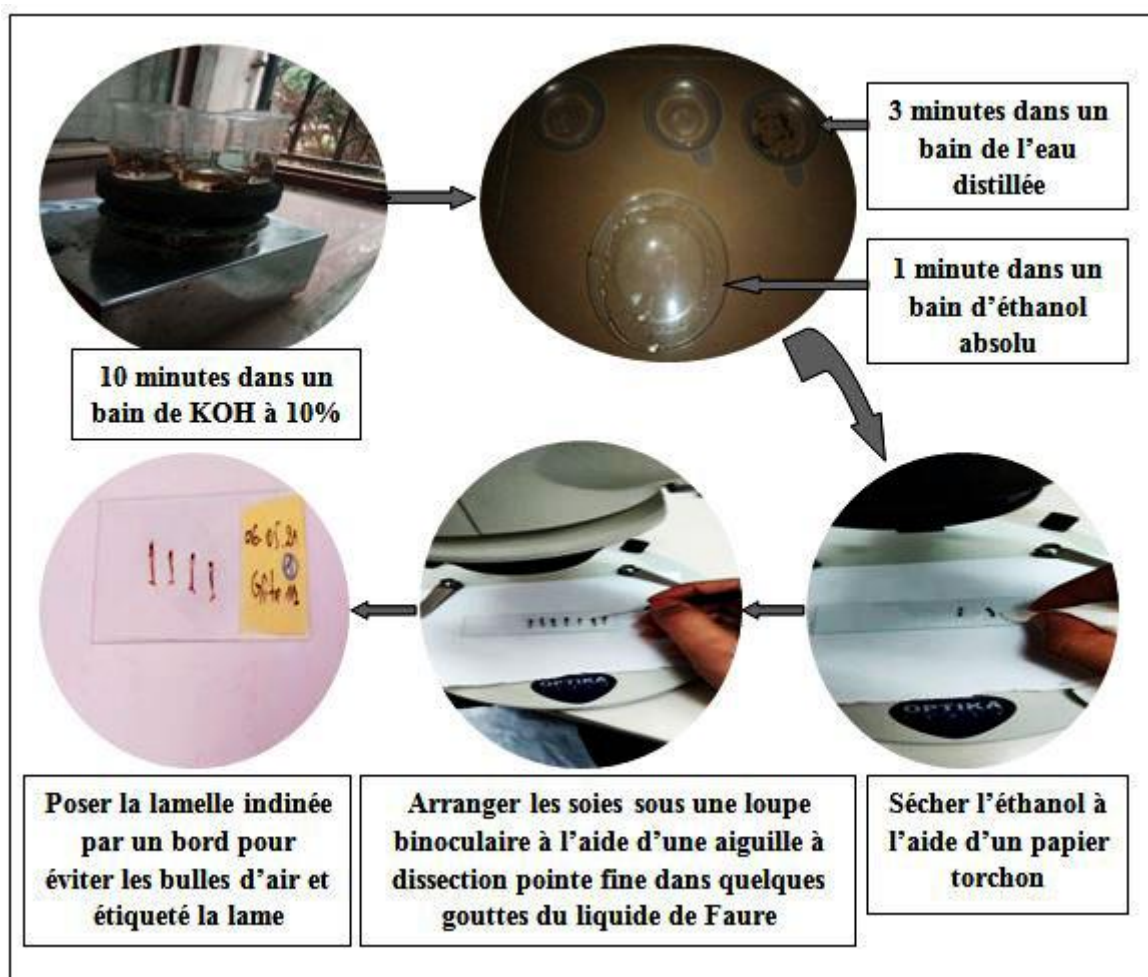 3 minutes dans un
bain de l'eau
distillée
1 minute dans un
bain d'éthanol
absolu
10 minutes dans un
bain de KOH à 10%
06.05.21
OPTIKA
OPTIKA
Poser la lamelle indinée
par un bord pour
éviter les bulles d'air et
étiqueté la lame
Arranger les soies sous une loupe
binoculaire à l'aide d'une aiguille à
dissection pointe fine dans quelques
gouttes du liquide de Faure
Sécher l'éthanol à
l'aide d'un papier
torchon